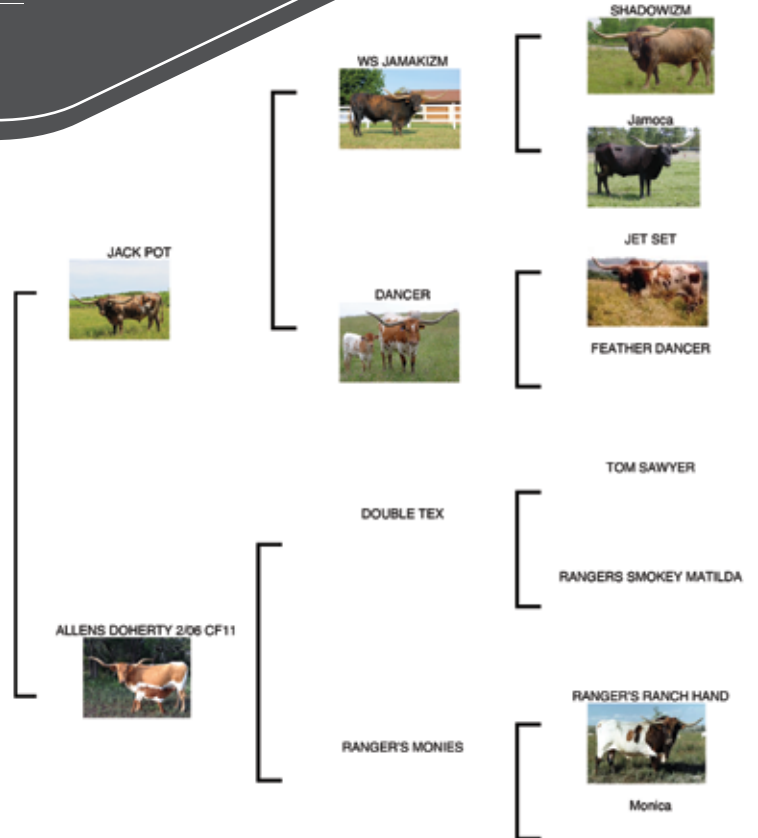 SHADOWIZM
WS JAMAKIZM
Jamoca
JET SET
JACK POT
DANCER
FEATHER DANCER
TOM SAWYER
DOUBLE TEX
RANGERS SMOKEY MATILDA
ALLENS DOHERTY 2/06 CF11
RANGER'S RANCH HAND
RANGER'S MONIES
Monica